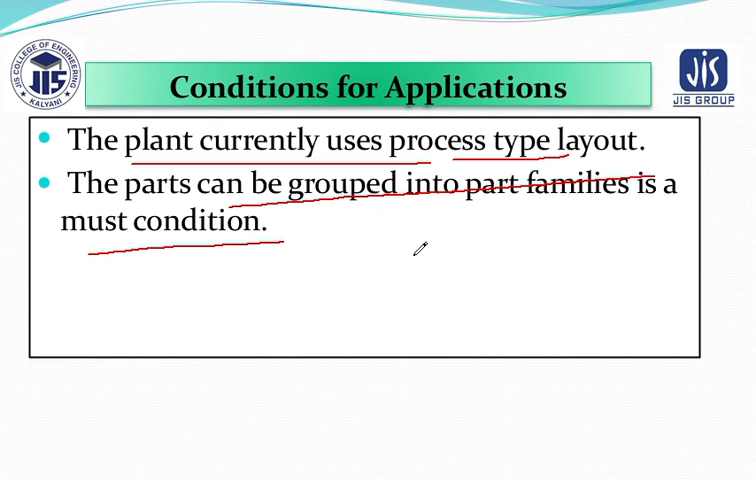 JIS COLLEGE OF ENGINEERING
JIS
KALYANI
Conditions for Applications
JIS
JIS GROUP
The plant currently uses process type layout.
The parts can be grouped into part families is a
must condition.